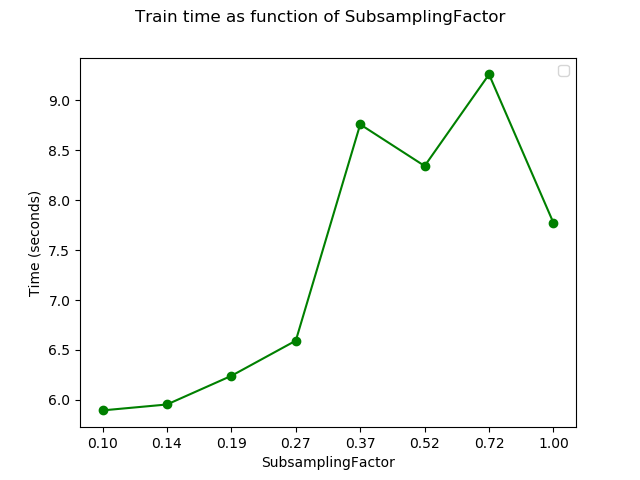 Train time as function of SubsamplingFactor
9.0
8.5
8.0
7.5
7.0
6.5
6.0
Time (seconds)
0.10 0.14 0.19 0.27 0.37 0.52 0.72 1.00
SubsamplingFactor